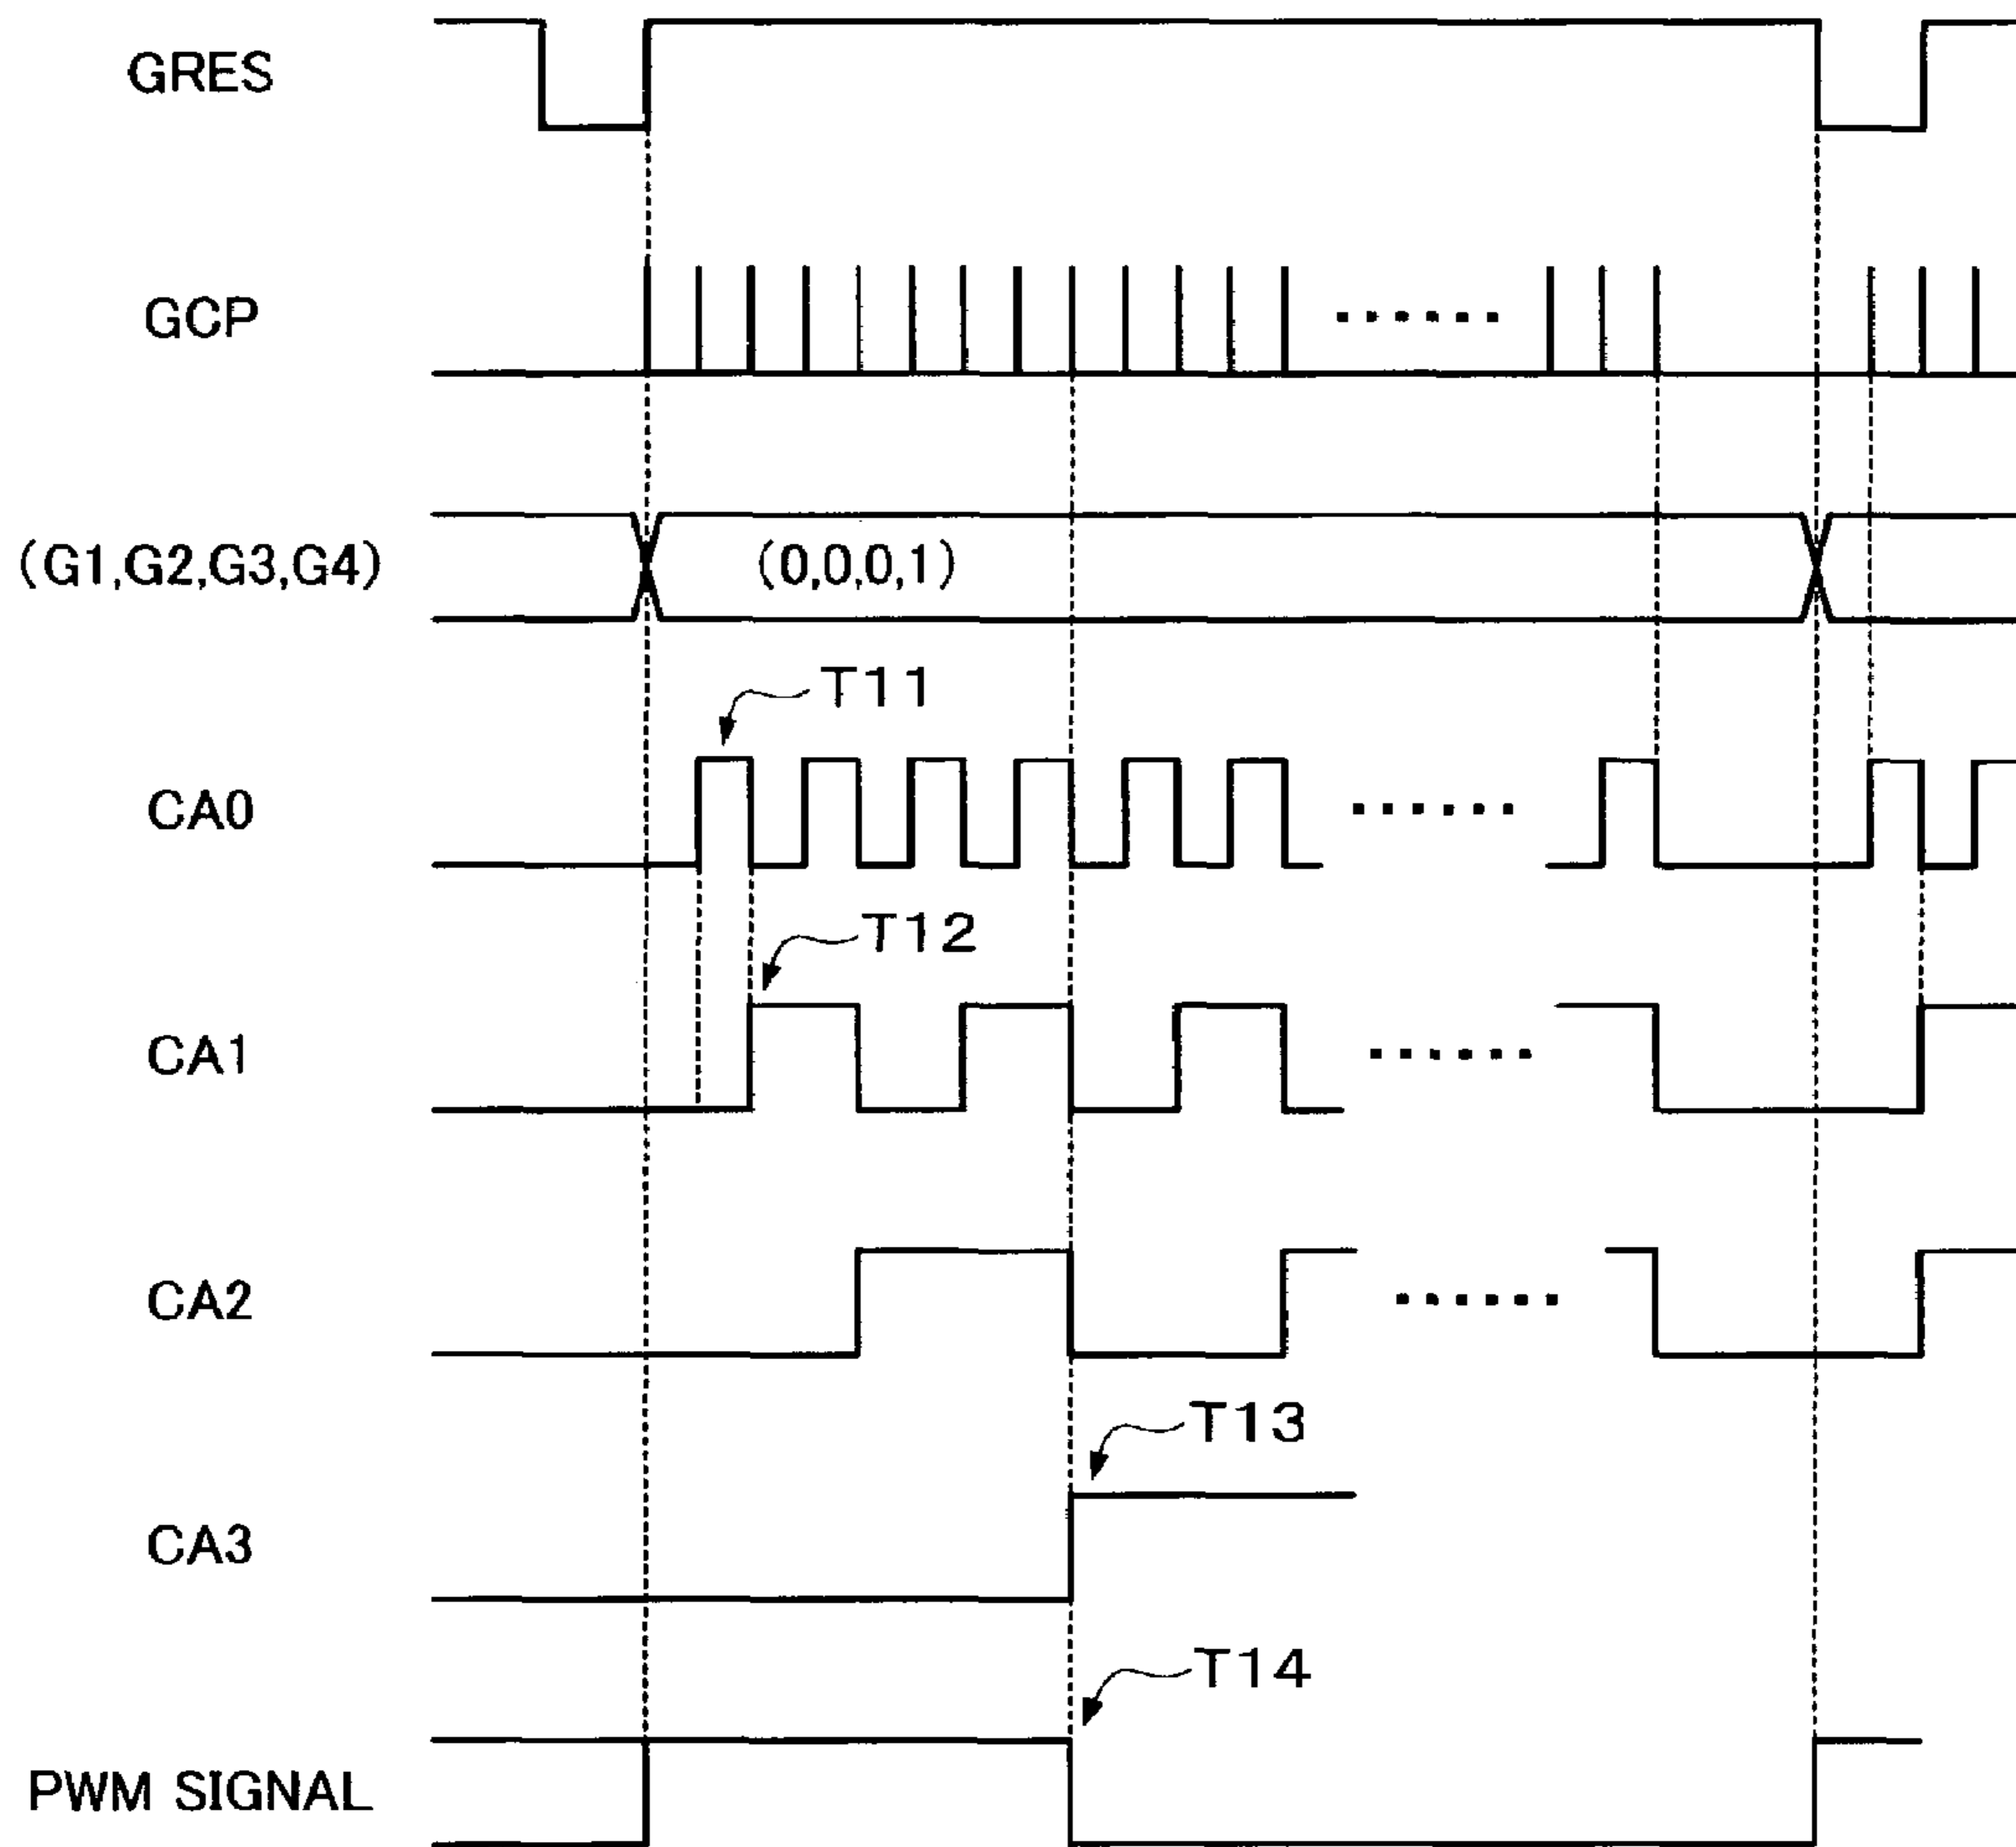 GRES
GCP
(G1,G2,G3,G4) (0,0,0,1)
T11
CA0
T12
CA1
CA2
T13
CA3
T14
PWM SIGNAL